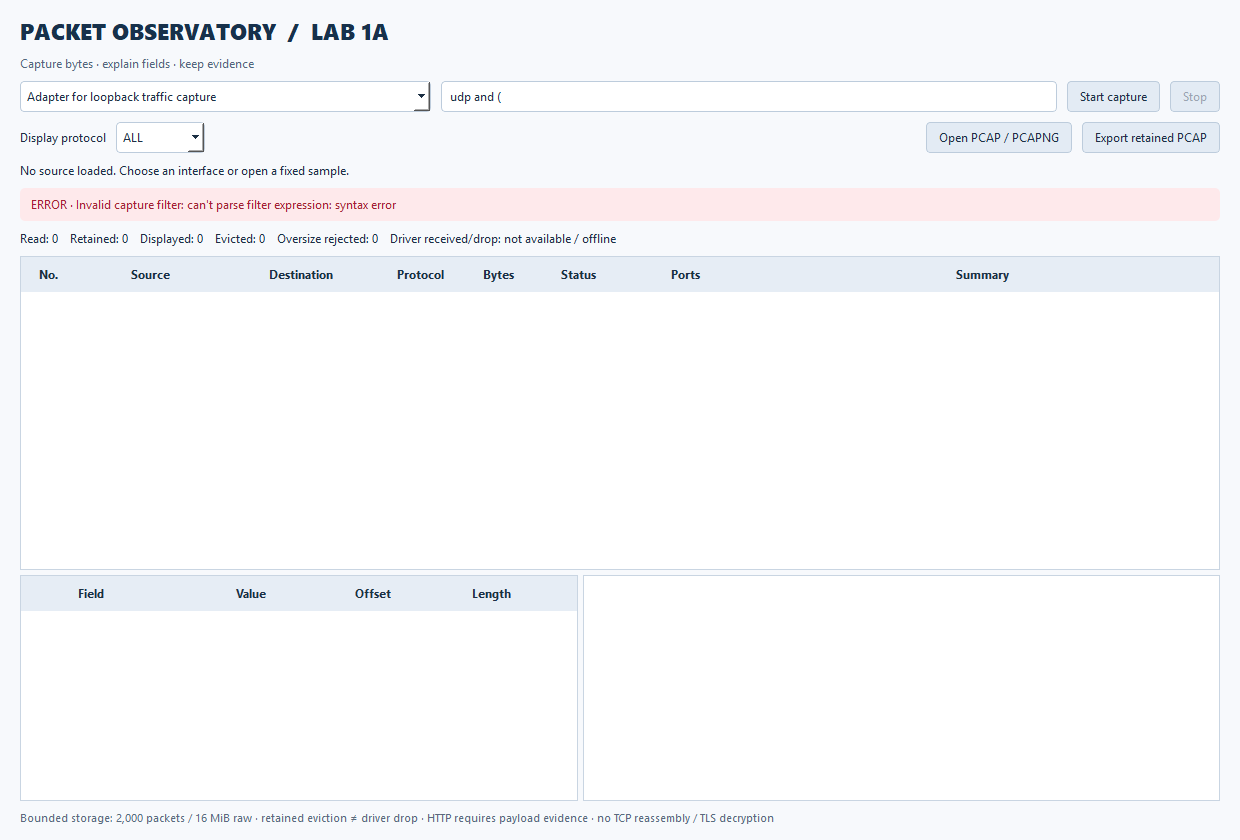 PACKET OBSERVATORY / LAB 1A
Capture bytes · explain fields · keep evidence
Adapter for loopback traffic capture udp and ( Start capture Stop
Display protocol ALL Open PCAP / PCAPNG Export retained PCAP
No source loaded. Choose an interface or open a fixed sample.
ERROR · Invalid capture filter: can't parse filter expression: syntax error
Read: 0 Retained: 0 Displayed: 0 Evicted: 0 Oversize rejected: 0 Driver received/drop: not available / offline
No. Source Destination Protocol Bytes Status Ports Summary
Field Value Offset Length
Bounded storage: 2,000 packets / 16 MiB raw · retained eviction ≠ driver drop · HTTP requires payload evidence · no TCP reassembly / TLS decryption